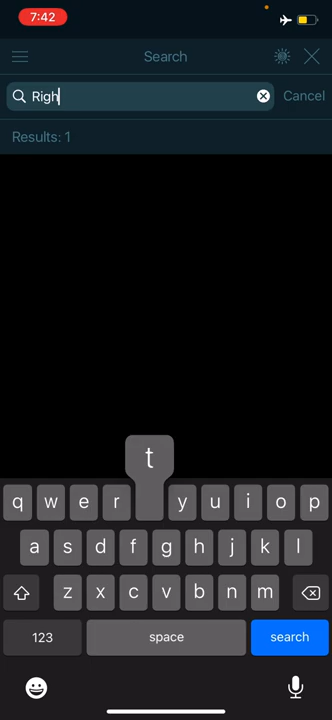 7:42
Search
Righ
Cancel
Results: 1
t
q w e r y u i o p
a s d f g h j k l
z x c v b n m
123 space search